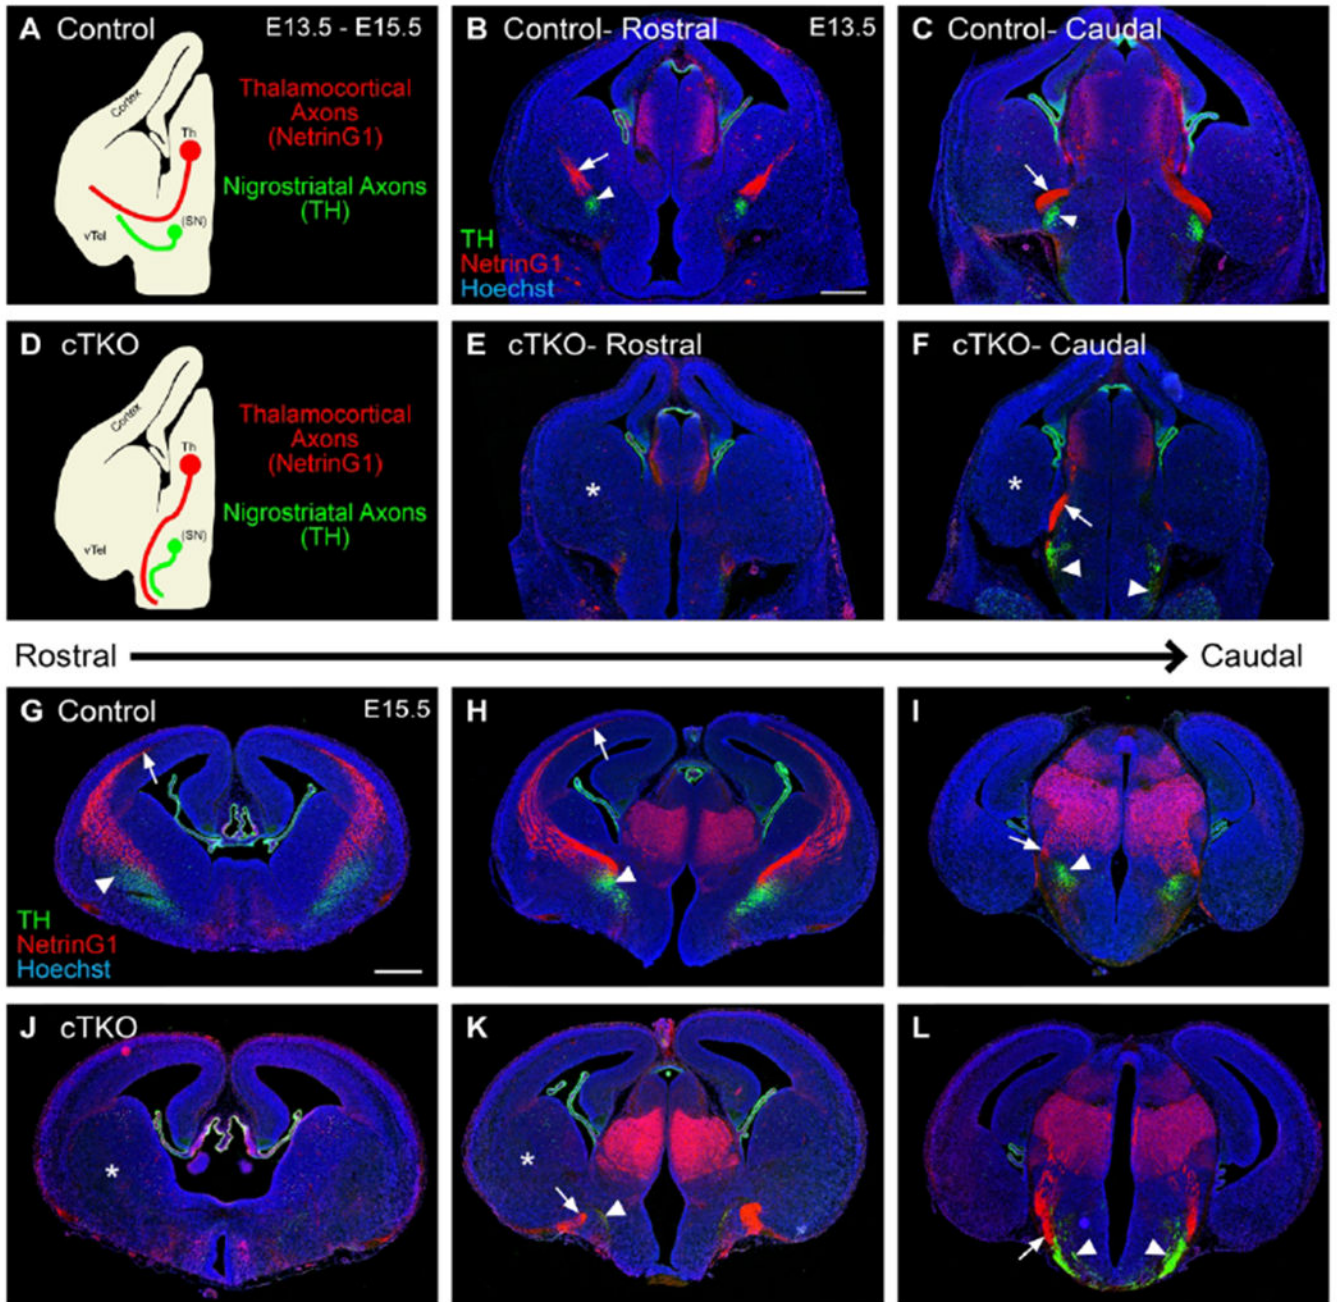 A Control E13.5 - E15.5
Thalamocortical
Axons
(NetrinG1)
Nigrostriatal Axons
(TH)
Cortex
Th
(SN)
vTel
B Control- Rostral E13.5
TH
NetrinG1
Hoechst
C Control- Caudal
D cTKO
Thalamocortical
Axons
(NetrinG1)
Nigrostriatal Axons
(TH)
Cortex
Th
(SN)
vTel
E cTKO- Rostral
*
F cTKO- Caudal
*
Rostral Caudal
G Control E15.5
TH
NetrinG1
Hoechst
H
I
J cTKO
*
K
*
L